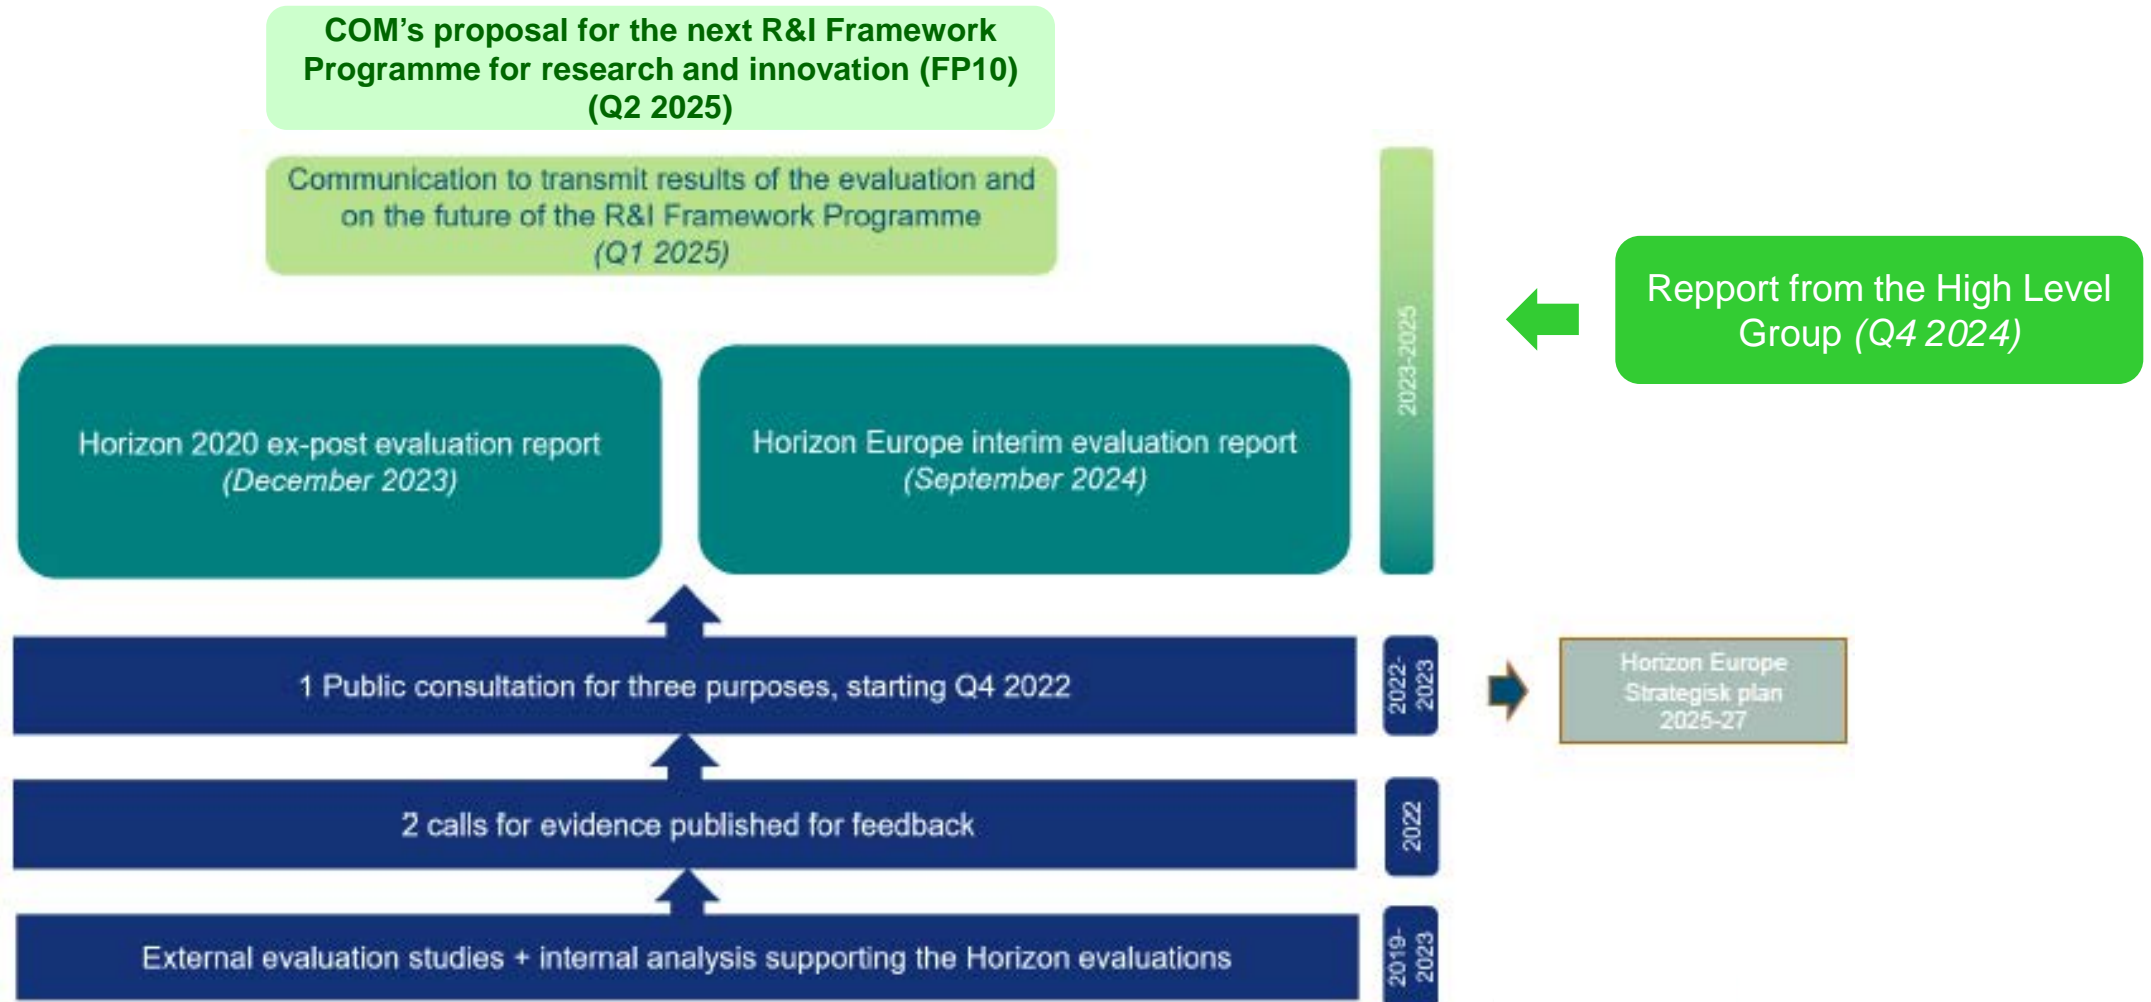 COM’s proposal for the next R&I Framework
Programme for research and innovation (FP10)
(Q2 2025)
Communication to transmit results of the evaluation and
on the future of the R&I Framework Programme
(Q1 2025)
2023-2025
Repport from the High Level
Group (Q4 2024)
Horizon 2020 ex-post evaluation report
(December 2023)
Horizon Europe interim evaluation report
(September 2024)
1 Public consultation for three purposes, starting Q4 2022
2022-
2023
Horizon Europe
Strategisk plan
2025-27
2 calls for evidence published for feedback
2022
External evaluation studies + internal analysis supporting the Horizon evaluations
2019-
2023